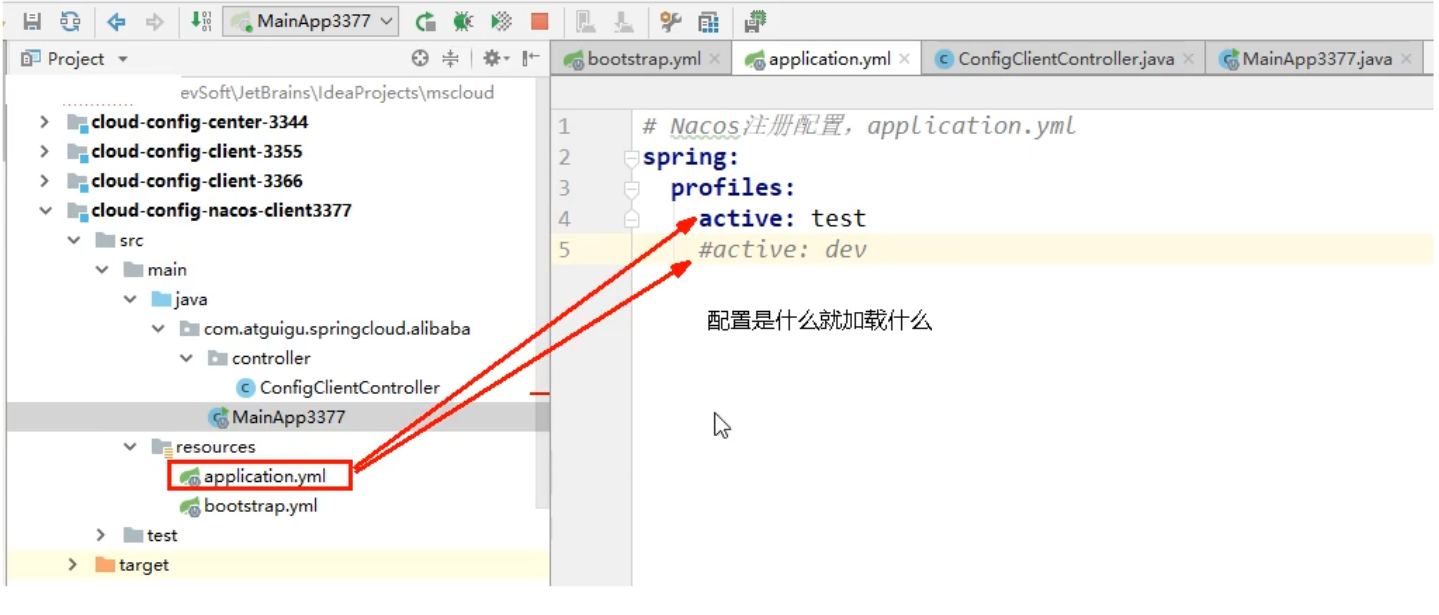 MainApp3377
Project
bootstrap.yml
application.yml
ConfigClientController.java
MainApp3377.java
evSoft\JetBrains\IdeaProjects\mscloud
cloud-config-center-3344
cloud-config-client-3355
cloud-config-client-3366
cloud-config-nacos-client3377
src
main
java
com.atguigu.springcloud.alibaba
controller
ConfigClientController
MainApp3377
resources
application.yml
bootstrap.yml
test
target
1 # Nacos注册配置，application.yml
2 spring:
3 profiles:
4 active: test
5 #active: dev
配置是什么就加载什么